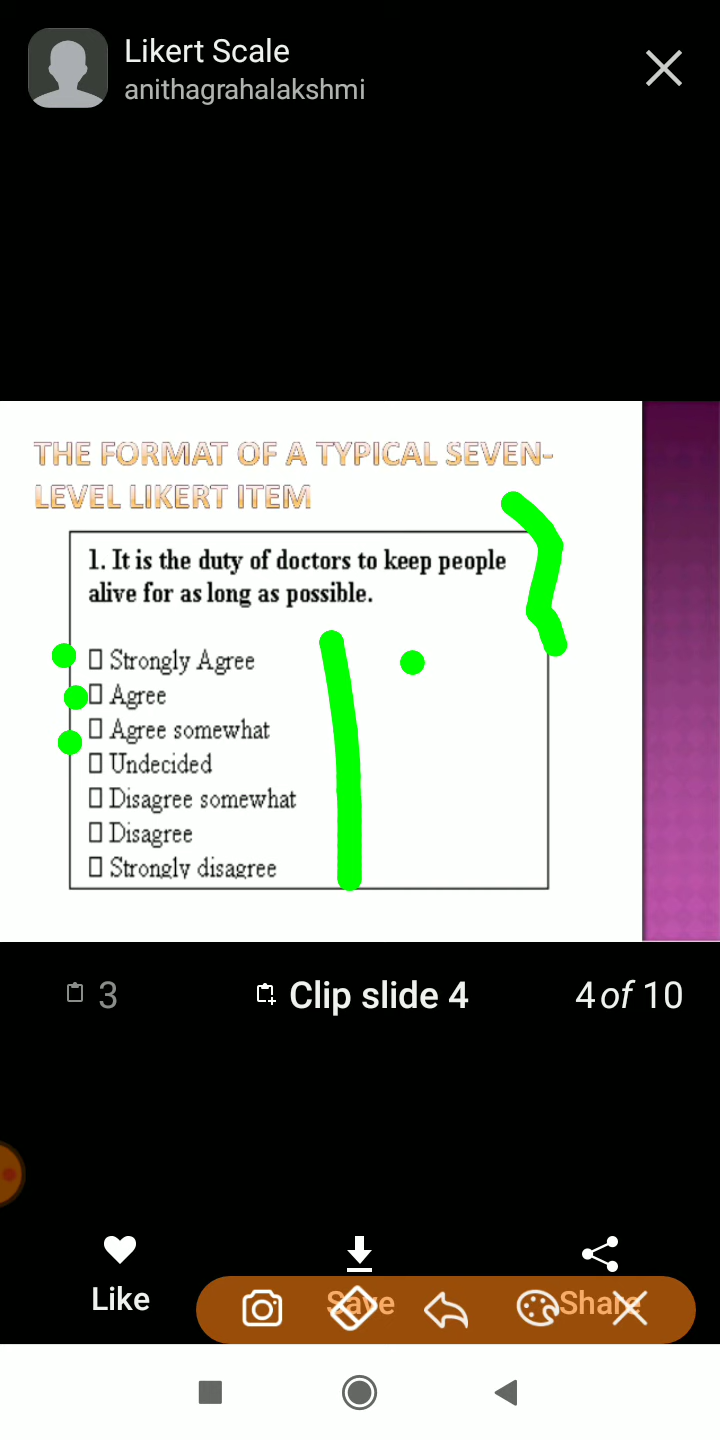 Likert Scale
anithagrahalakshmi
THE FORMAT OF A TYPICAL SEVEN-
LEVEL LIKERT ITEM
1. It is the duty of doctors to keep people
alive for as long as possible.
Strongly Agree
Agree
Agree somewhat
Undecided
Disagree somewhat
Disagree
Strongly disagree
3 Clip slide 4 4 of 10
Like Save Share